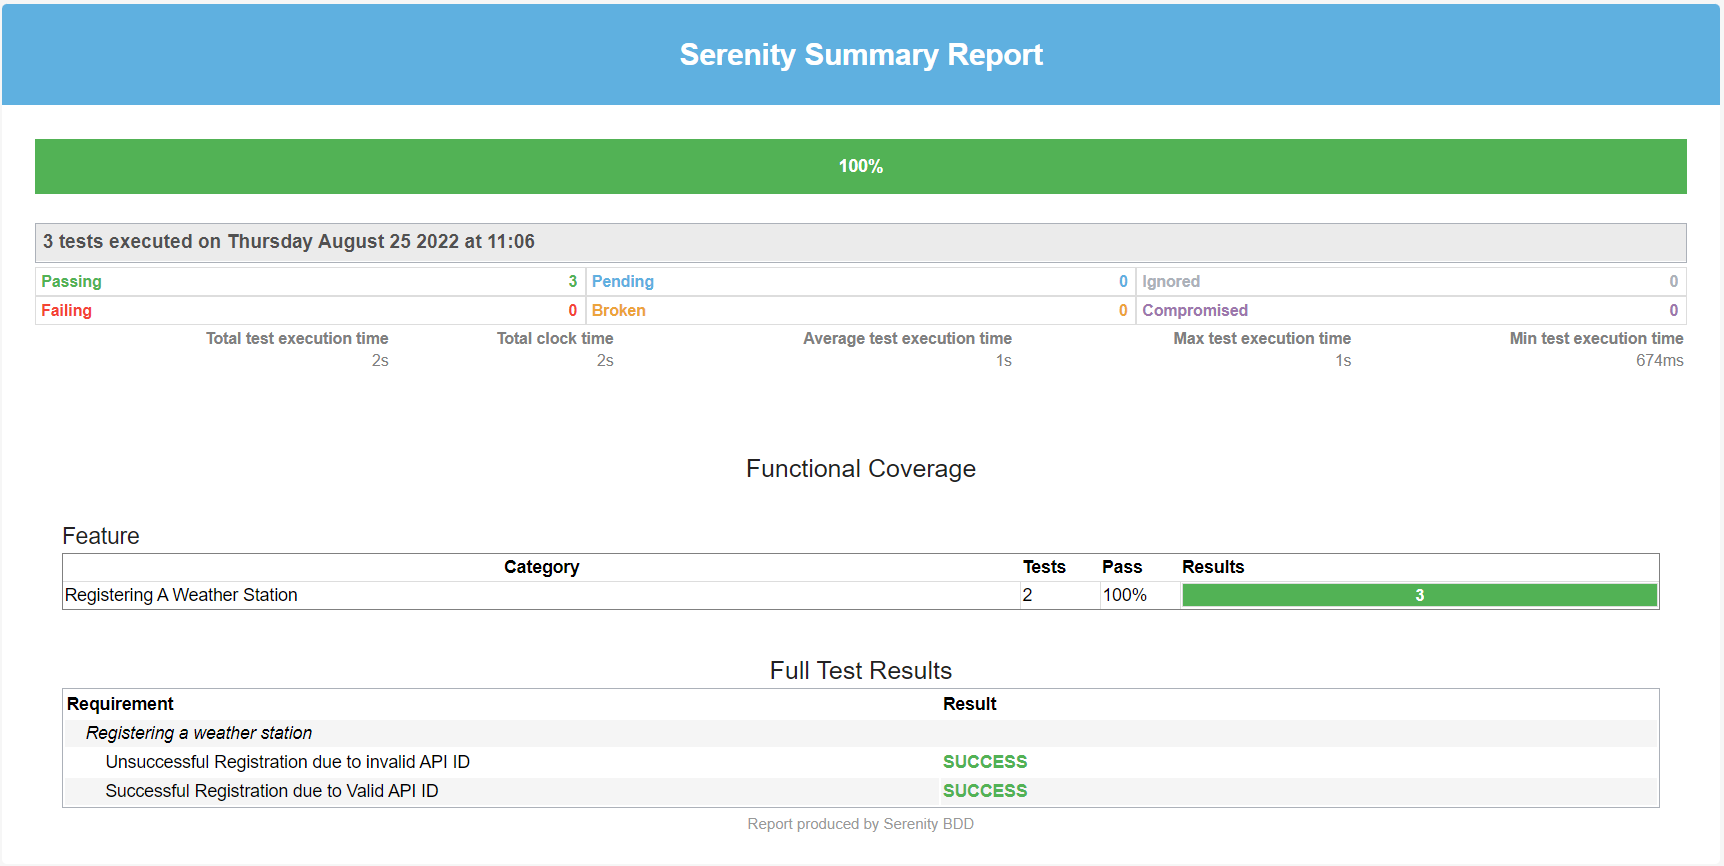 Serenity Summary Report
100%
3 tests executed on Thursday August 25 2022 at 11:06
Passing 3 Pending 0 Ignored 0
Failing 0 Broken 0 Compromised 0
Total test execution time Total clock time Average test execution time Max test execution time Min test execution time
2s 2s 1s 1s 674ms
Functional Coverage
Feature
Category Tests Pass Results
Registering A Weather Station 2 100% 3
Full Test Results
Requirement Result
Registering a weather station
Unsuccessful Registration due to invalid API ID SUCCESS
Successful Registration due to Valid API ID SUCCESS
Report produced by Serenity BDD